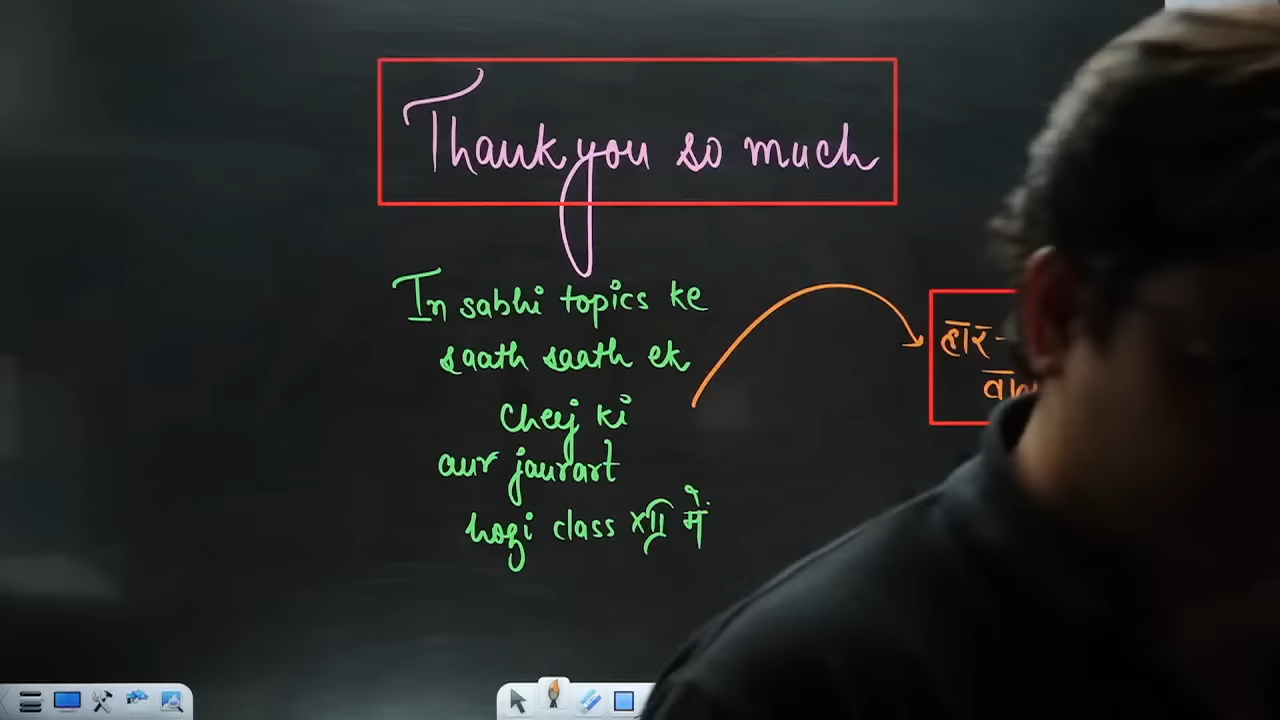 Thank you so much
In sabhi topics ke
saath saath ek
Cheej ki
aur jaurart
hogi class XII में
हार-